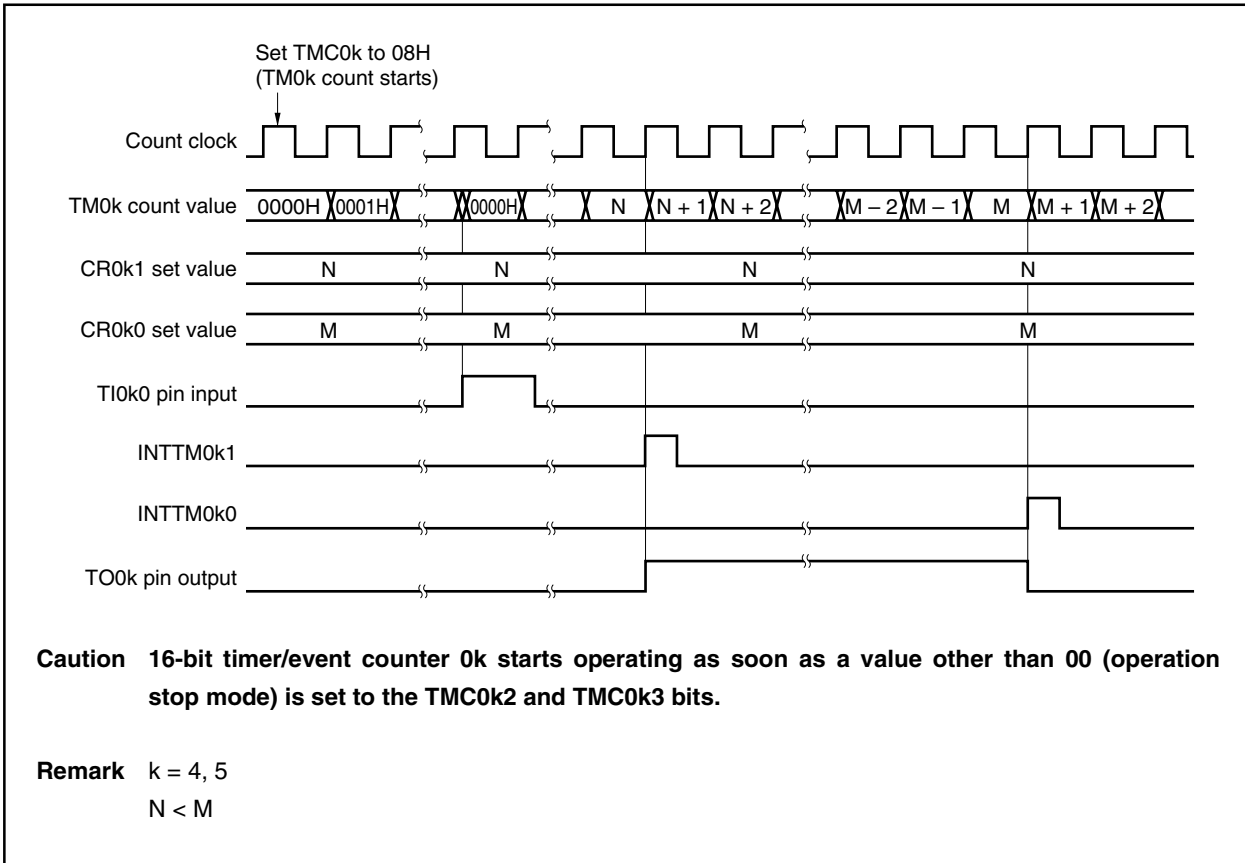 Set TMC0k to 08H
(TM0k count starts)
Count clock
TM0k count value 0000H 0001H 0000H N N + 1 N + 2 M – 2 M – 1 M M + 1 M + 2
CR0k1 set value N N N N
CR0k0 set value M M M M
TI0k0 pin input
INTTM0k1
INTTM0k0
TO0k pin output
Caution 16-bit timer/event counter 0k starts operating as soon as a value other than 00 (operation
stop mode) is set to the TMC0k2 and TMC0k3 bits.
Remark k = 4, 5
N < M